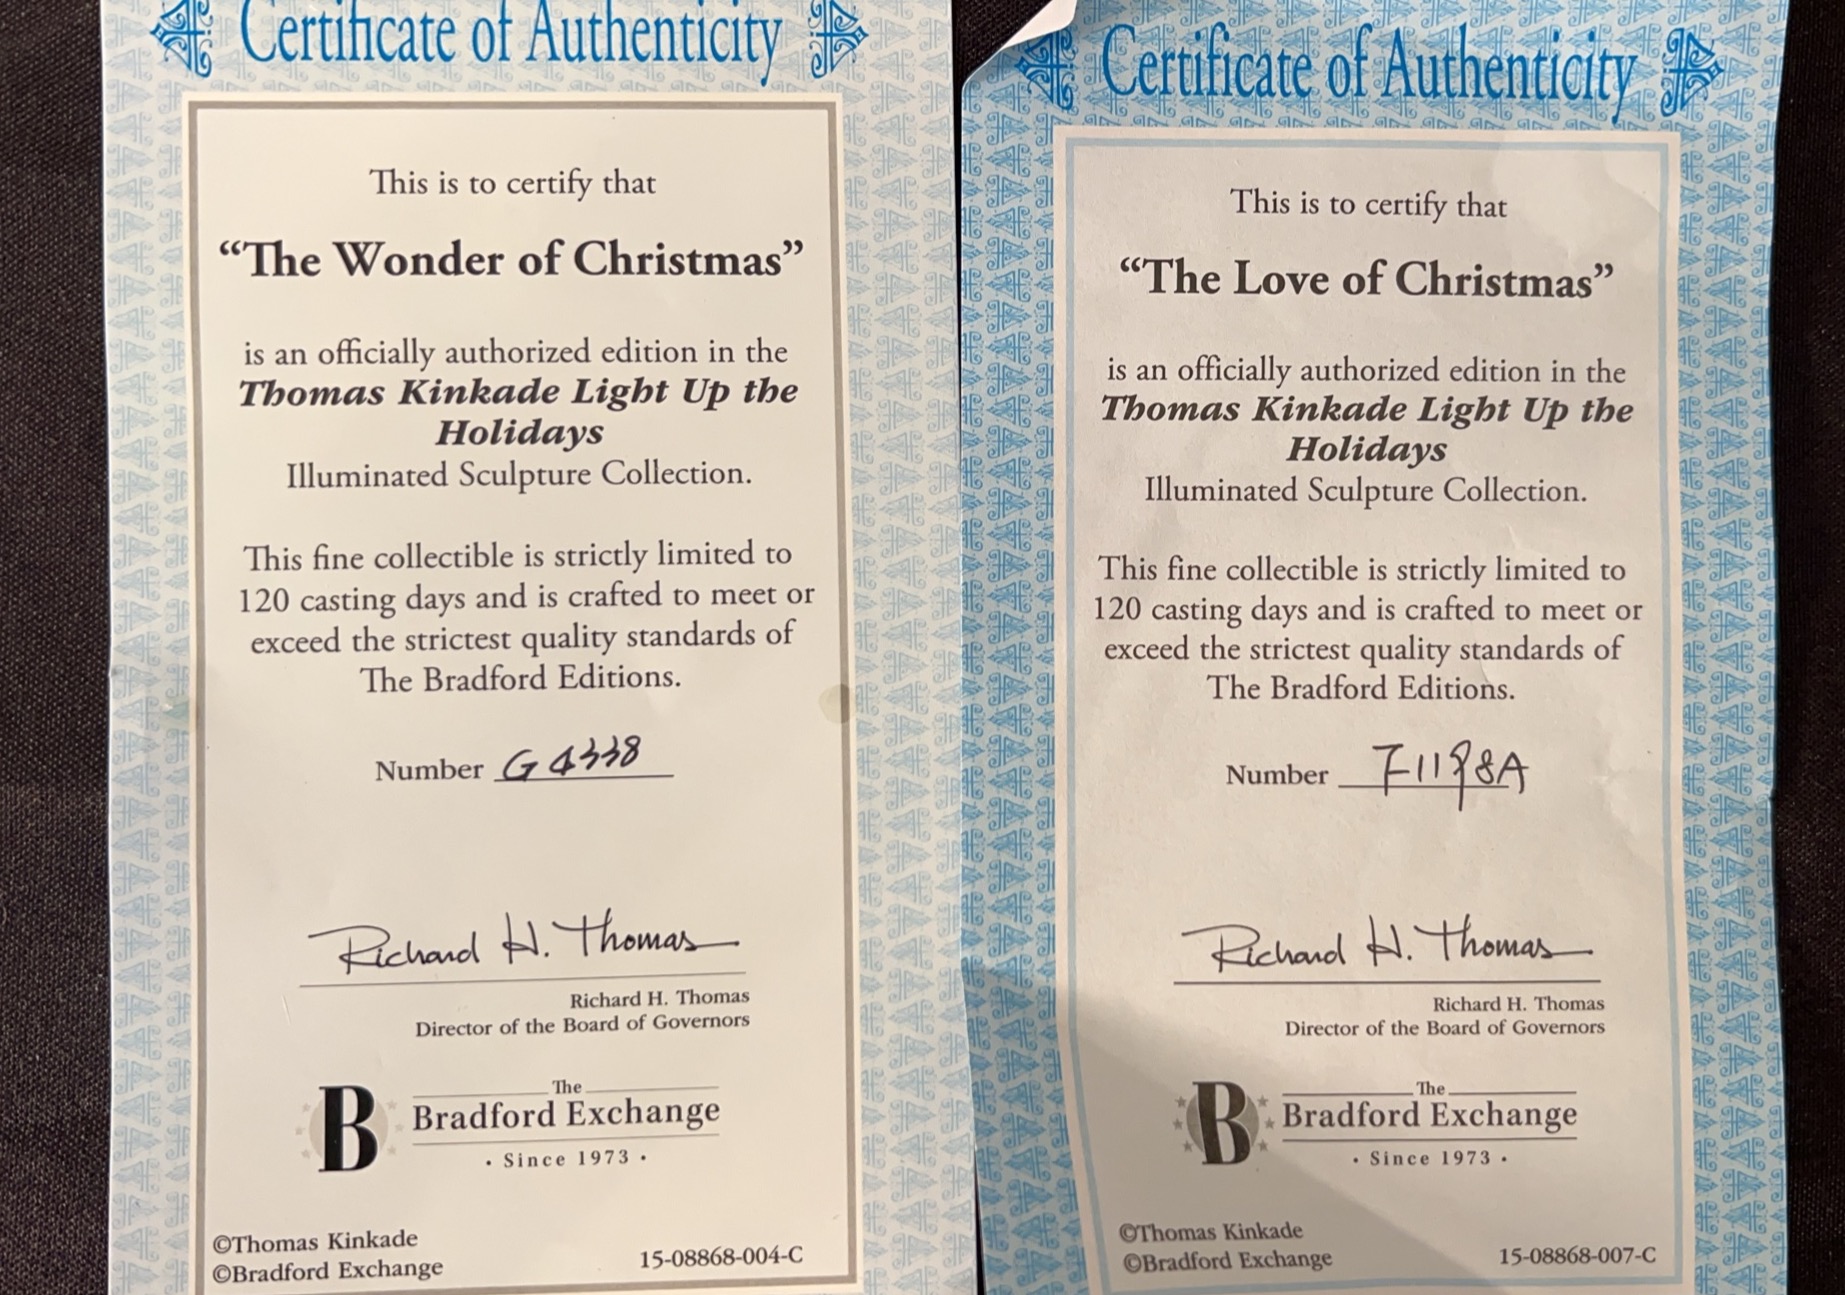 Certificate of Authenticity
This is to certify that
“The Wonder of Christmas”
is an officially authorized edition in the
Thomas Kinkade Light Up the
Holidays
Illuminated Sculpture Collection.
This fine collectible is strictly limited to
120 casting days and is crafted to meet or
exceed the strictest quality standards of
The Bradford Editions.
Number G4338
Richard H. Thomas
Richard H. Thomas
Director of the Board of Governors
B
The
Bradford Exchange
· Since 1973 ·
©Thomas Kinkade
©Bradford Exchange
15-08868-004-C
Certificate of Authenticity
This is to certify that
“The Love of Christmas”
is an officially authorized edition in the
Thomas Kinkade Light Up the
Holidays
Illuminated Sculpture Collection.
This fine collectible is strictly limited to
120 casting days and is crafted to meet or
exceed the strictest quality standards of
The Bradford Editions.
Number
Richard H. Thomas
Richard H. Thomas
Director of the Board of Governors
B
The
Bradford Exchange
· Since 1973 ·
©Thomas Kinkade
©Bradford Exchange
15-08868-007-C